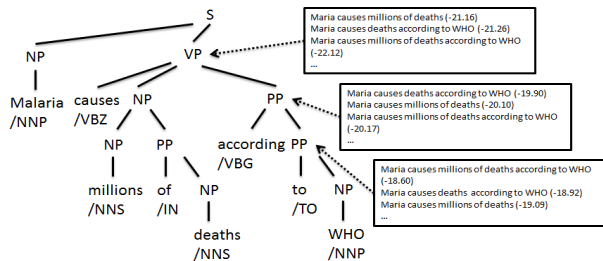 S
Maria causes millions of deaths (-21.16)
Maria causes deaths according to WHO (-21.26)
Maria causes millions of deaths according to WHO
(-22.12)
...
NP
VP
Malaria
/NNP
causes
/VBZ
NP
PP
Maria causes deaths according to WHO (-19.90)
Maria causes millions of deaths (-20.10)
Maria causes millions of deaths according to WHO
(-20.17)
...
NP
PP
according
/VBG
PP
millions
/NNS
of
/IN
NP
to
/TO
NP
Maria causes millions of deaths according to WHO
(-18.60)
Maria causes deaths according to WHO (-18.92)
Maria causes millions of deaths (-19.09)
...
deaths
/NNS
WHO
/NNP